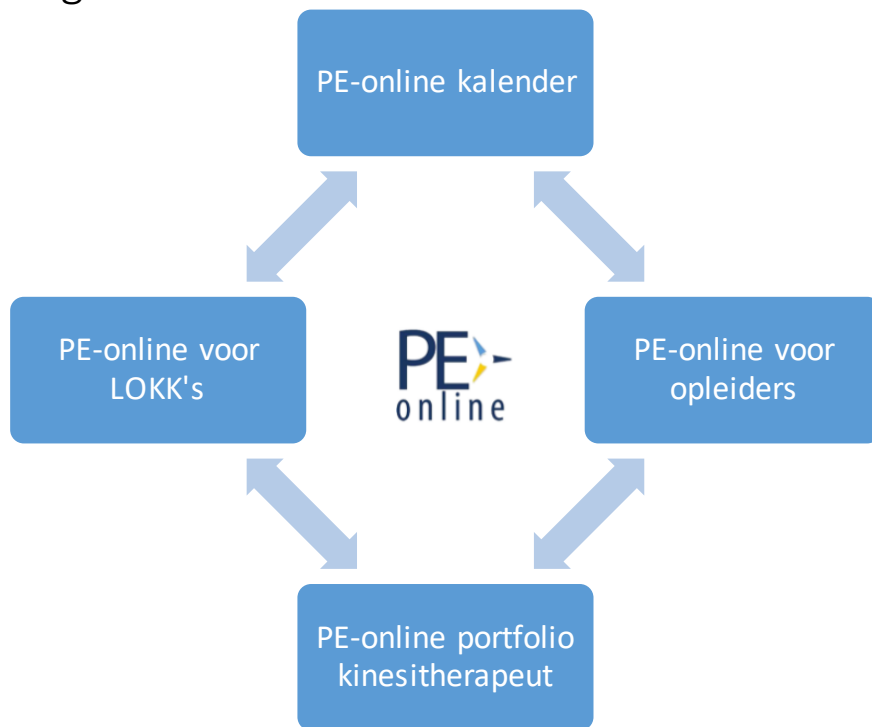 PE-online kalender
PE-online voor
LOKK's
PE
online
PE-online voor
opleiders
PE-online portfolio
kinesitherapeut